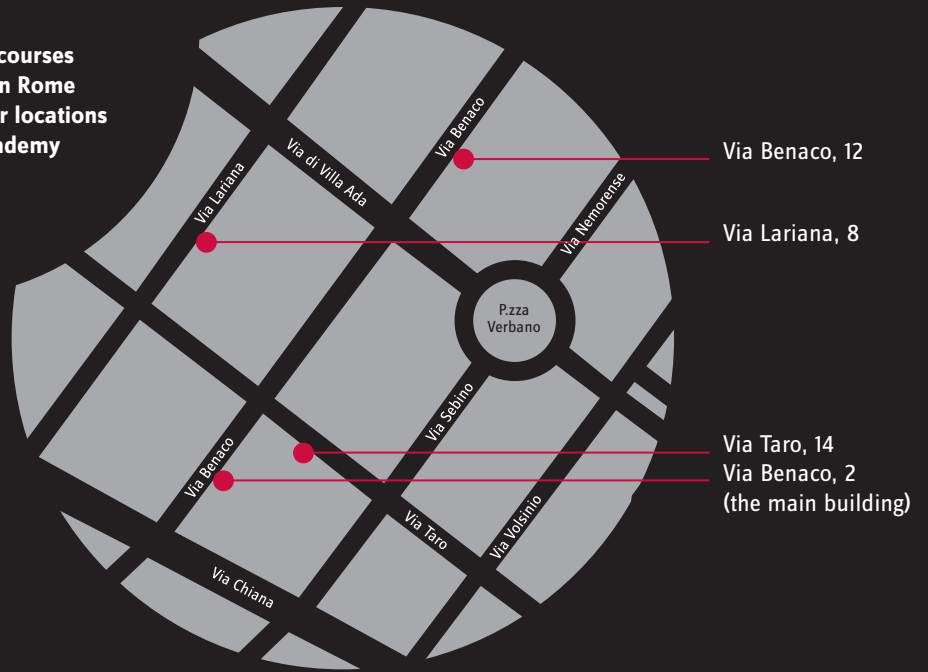 courses
n Rome
r locations
ademy
Via Benaco
Via di Villa Ada
Via Lariana
Via Nemorense
P.zza
Verbano
Via Sebino
Via Benaco
Via Taro
Via Volsinio
Via Chiana
Via Benaco, 12
Via Lariana, 8
Via Taro, 14
Via Benaco, 2
(the main building)